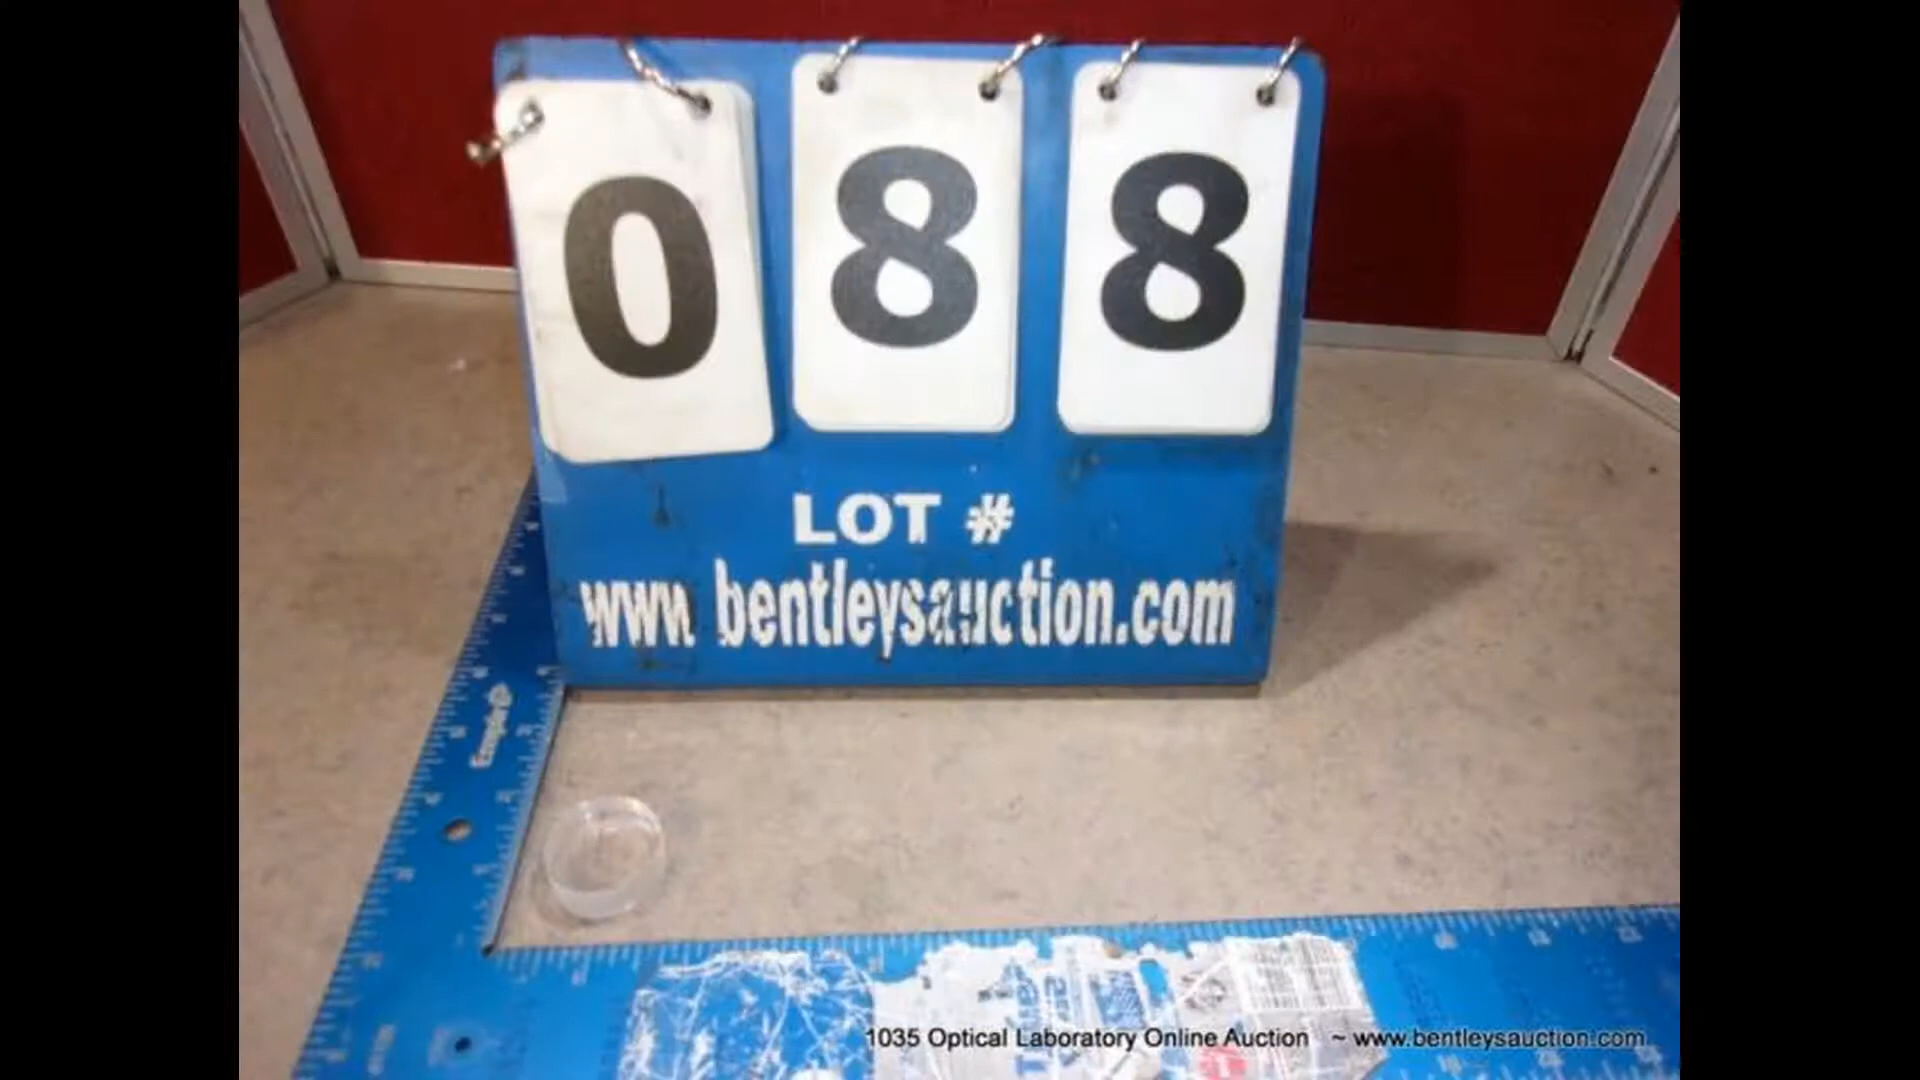 088
LOT #
www bentleysauction.com
Empire
1035 Optical Laboratory Online Auction ~ www.bentleysauction.com